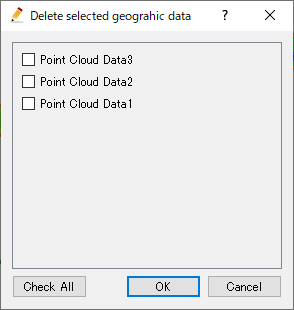 Delete selected geograhic data ?
Point Cloud Data3
Point Cloud Data2
Point Cloud Data1
Check All OK Cancel